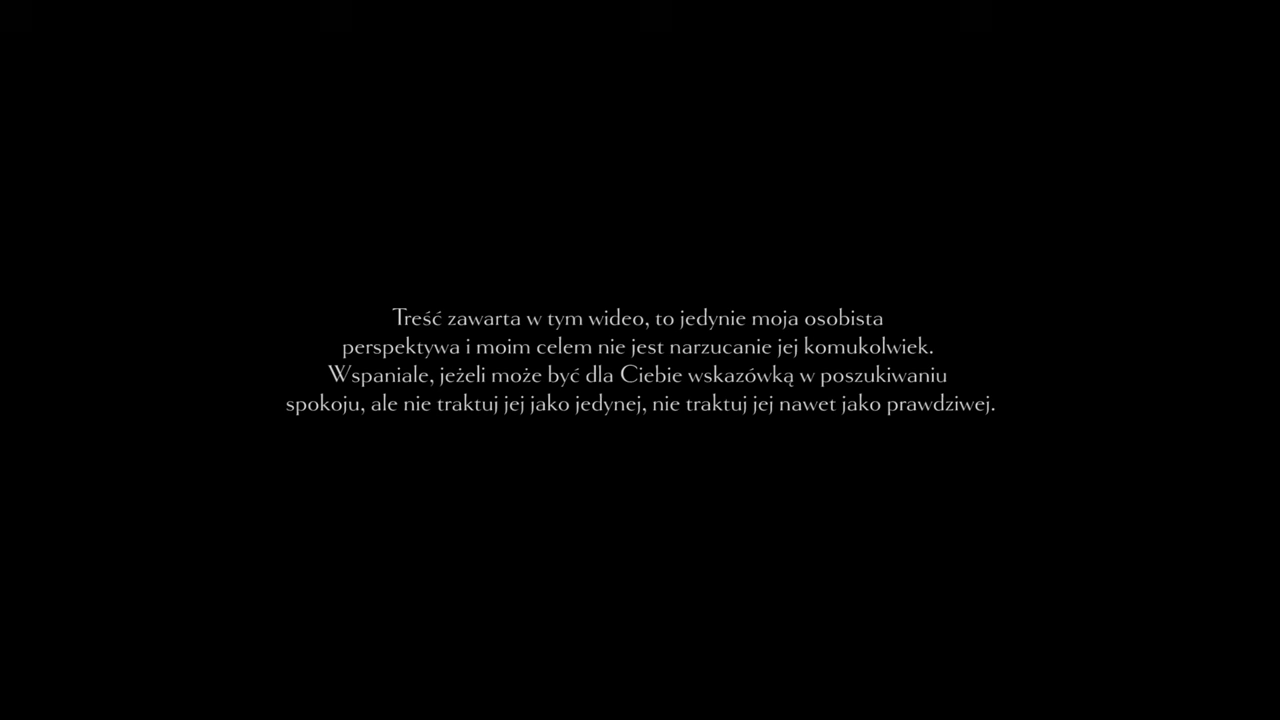 Treść zawarta w tym wideo, to jedynie moja osobista
perspektywa i moim celem nie jest narzucanie jej komukolwiek.
Wspaniale, jeżeli może być dla Ciebie wskazówką w poszukiwaniu
spokoju, ale nie traktuj jej jako jedynej, nie traktuj jej nawet jako prawdziwej.